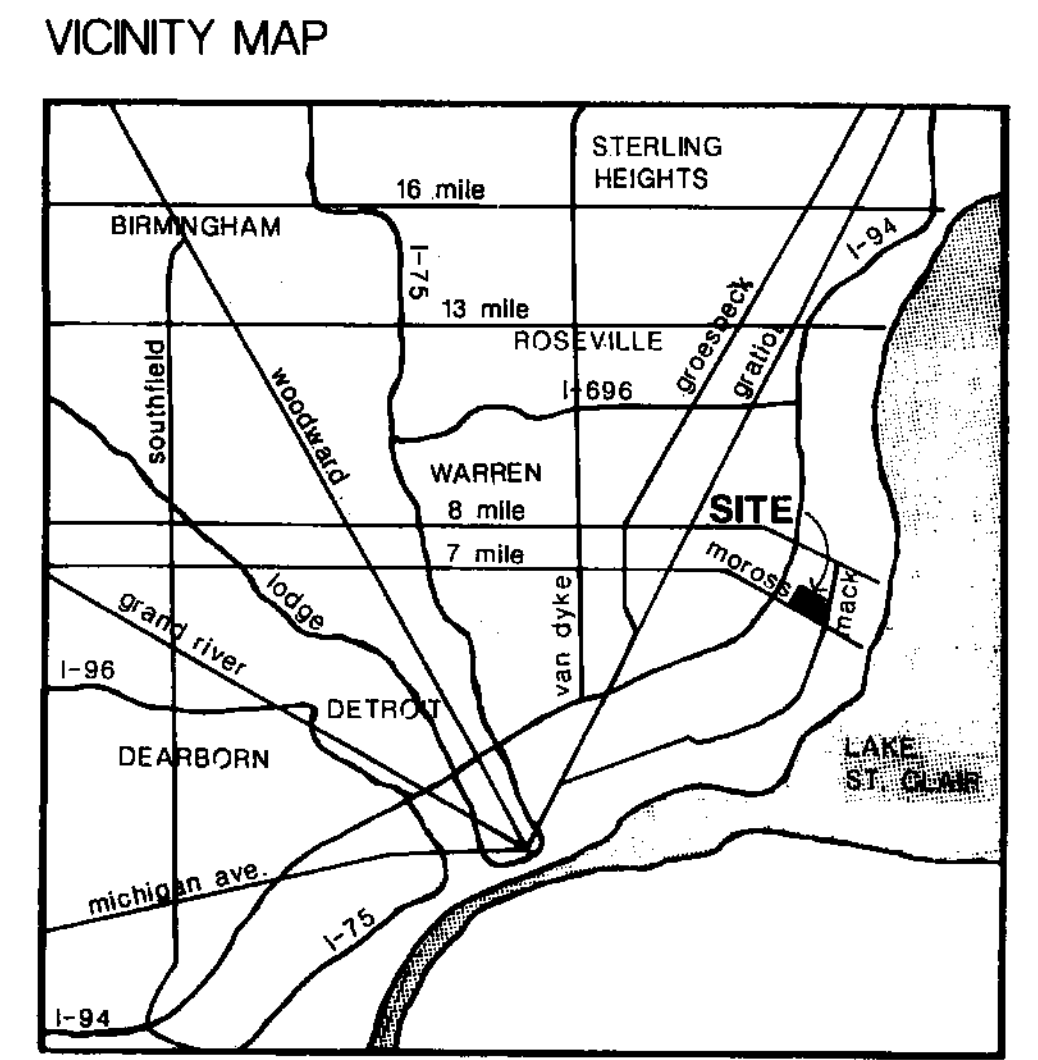 VICINITY MAP
STERLING
HEIGHTS
16 mile
BIRMINGHAM
I-94
I-75
13 mile
groesbeck
ROSEVILLE
gratiot
southfield
woodward
I-696
WARREN
8 mile
SITE
7 mile
moross
mack
lodge
van dyke
grand river
I-96
DETROIT
DEARBORN
LAKE
ST. CLAIR
michigan ave.
I-75
I-94